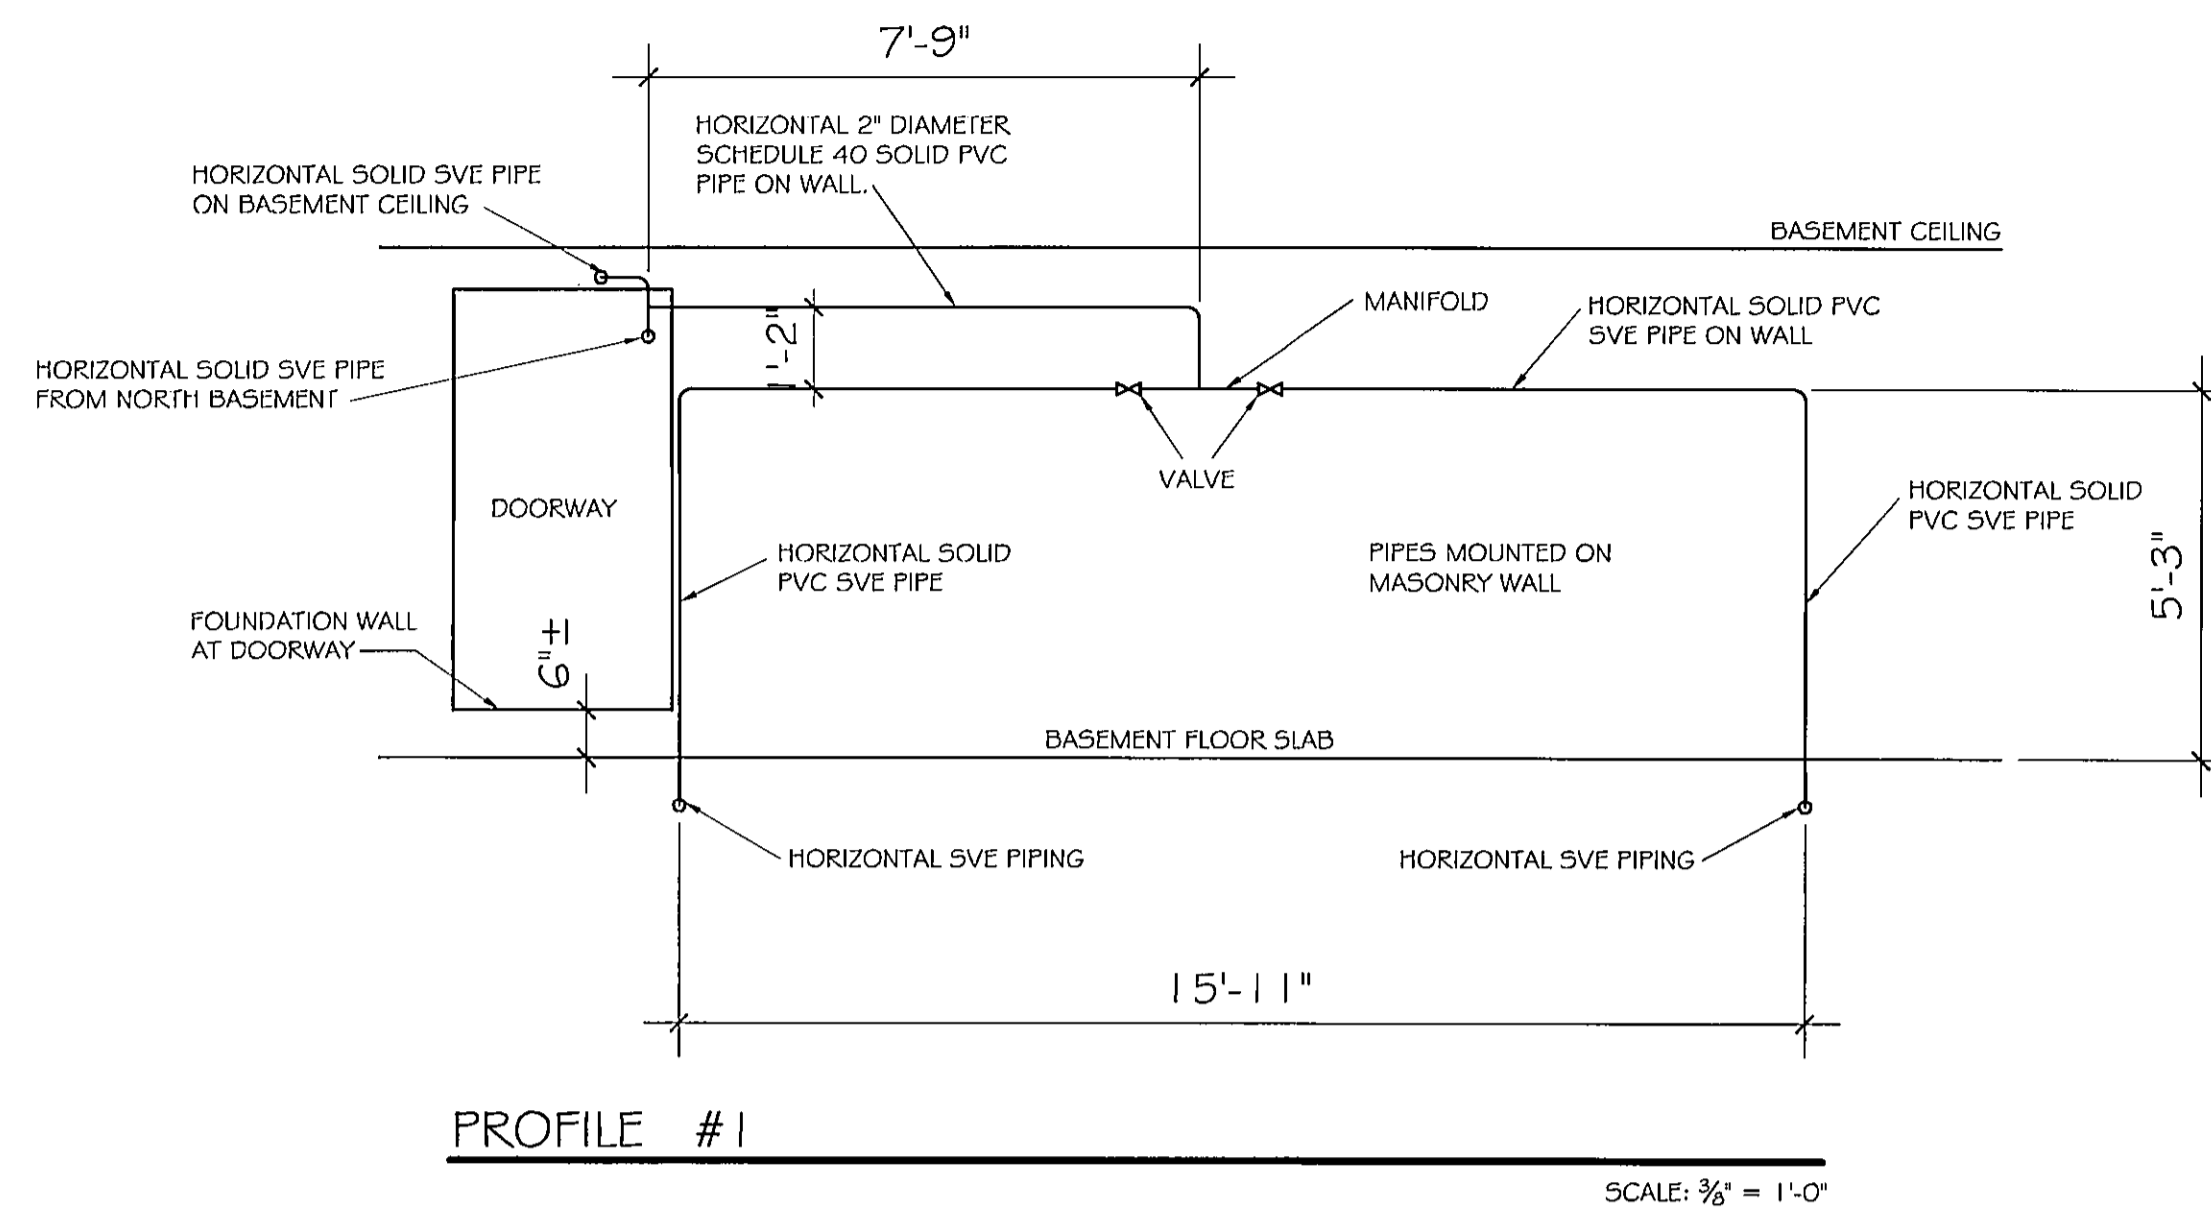 7'-9"
HORIZONTAL 2" DIAMETER
SCHEDULE 40 SOLID PVC
PIPE ON WALL.
HORIZONTAL SOLID SVE PIPE
ON BASEMENT CEILING
BASEMENT CEILING
MANIFOLD
HORIZONTAL SOLID PVC
SVE PIPE ON WALL
1'-2"
HORIZONTAL SOLID SVE PIPE
FROM NORTH BASEMENT
VALVE
DOORWAY
HORIZONTAL SOLID
PVC SVE PIPE
HORIZONTAL SOLID
PVC SVE PIPE
PIPES MOUNTED ON
MASONRY WALL
5'-3"
FOUNDATION WALL
AT DOORWAY
6"±
BASEMENT FLOOR SLAB
HORIZONTAL SVE PIPING
HORIZONTAL SVE PIPING
15'-11"
PROFILE #1
SCALE: 3/8" = 1'-0"